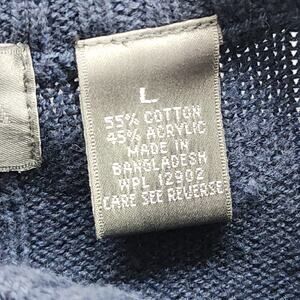 L
55% COTTON
45% ACRYLIC
MADE IN
BANGLADESH
WPL 12902
CARE SEE REVERSE